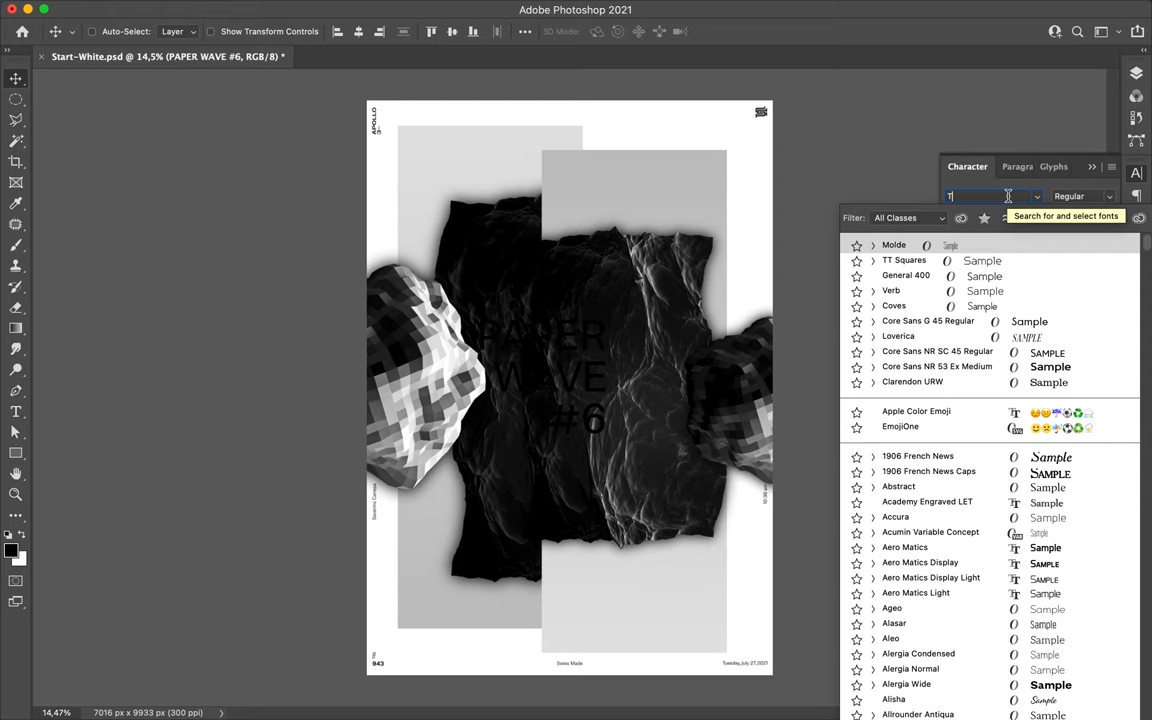 Adobe Photoshop 2021
Auto-Select:
Layer
Show Transform Controls
3D Mode:
Start-White.psd @ 14,5% (PAPER WAVE #6, RGB/8) *
APOLLO
PAPER
WAVE
#6
Severino Canepa
943
Swiss Made
Tuesday, July 27, 2021
Character
Paragra
Glyphs
T
Regular
Search for and select fonts
Filter:
All Classes
Molde Sample
TT Squares Sample
General 400 Sample
Verb Sample
Coves Sample
Core Sans G 45 Regular Sample
Loverica SAMPLE
Core Sans NR SC 45 Regular SAMPLE
Core Sans NR 53 Ex Medium Sample
Clarendon URW Sample
Apple Color Emoji
EmojiOne
1906 French News Sample
1906 French News Caps SAMPLE
Abstract Sample
Academy Engraved LET Sample
Accura Sample
Acumin Variable Concept Sample
Aero Matics Sample
Aero Matics Display SAMPLE
Aero Matics Display Light SAMPLE
Aero Matics Light Sample
Ageo Sample
Alasar Sample
Aleo Sample
Alergia Condensed Sample
Alergia Normal Sample
Alergia Wide Sample
Alisha Sample
Allrounder Antiqua Sample
14,47%
7016 px x 9933 px (300 ppi)